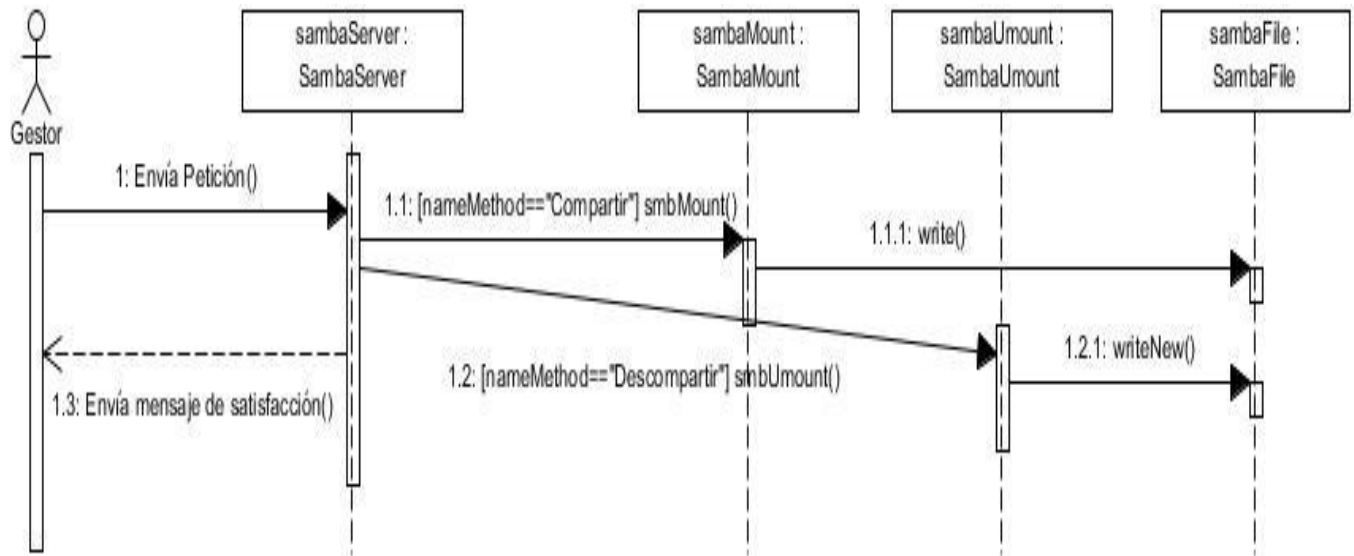 sambaServer :
SambaServer
sambaMount :
SambaMount
sambaUmount :
SambaUmount
sambaFile :
SambaFile
Gestor
1: Envía Petición()
1.1: [nameMethod=="Compartir"] smbMount()
1.1.1: write()
1.2.1: writeNew()
1.2: [nameMethod=="Descompartir"] smbUmount()
1.3: Envía mensaje de satisfacción()